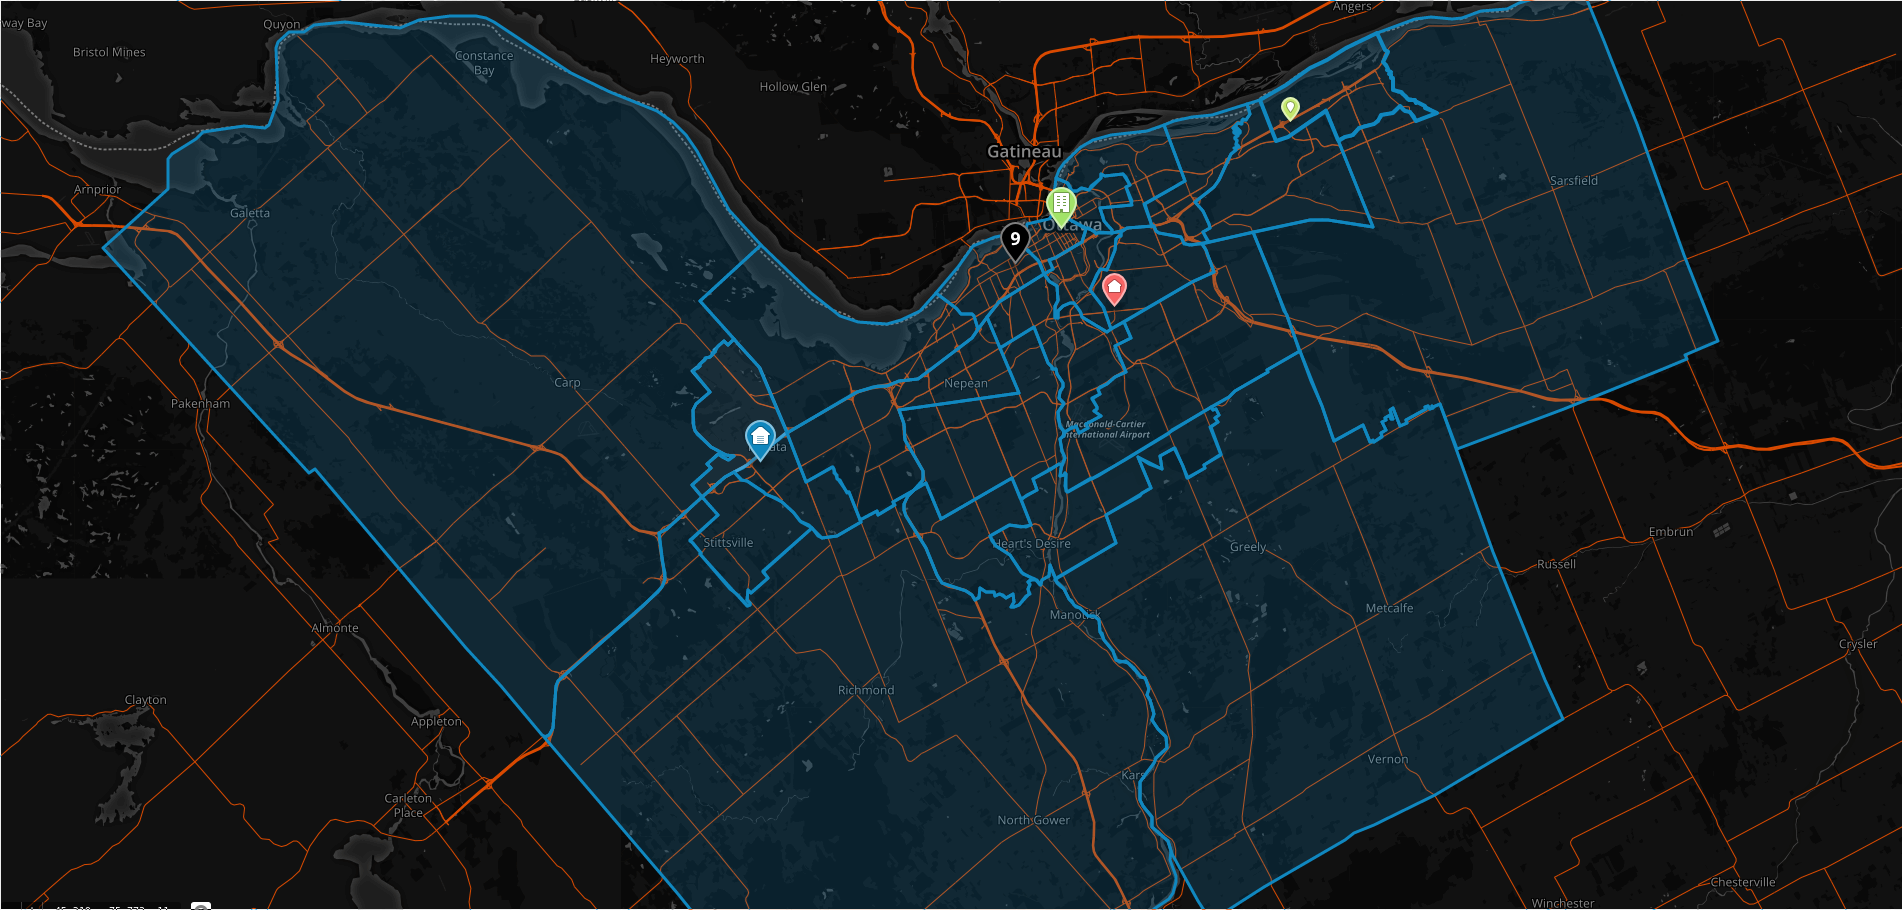 Angers
Quyon
way Bay
Bristol Mines
Constance
Bay
Heyworth
Hollow Glen
Gatineau
Arnprior
Sarsfield
Galetta
Ottawa
9
Carp
Nepean
Pakenham
Macdonald-Cartier
International Airport
ata
Embrun
Stittsville
Heart's Desire
Greely
Russell
Metcalfe
Manotick
Almonte
Crysler
Richmond
Clayton
Appleton
Vernon
Kars
Carleton
Place
North Gower
Chesterville
Winchester